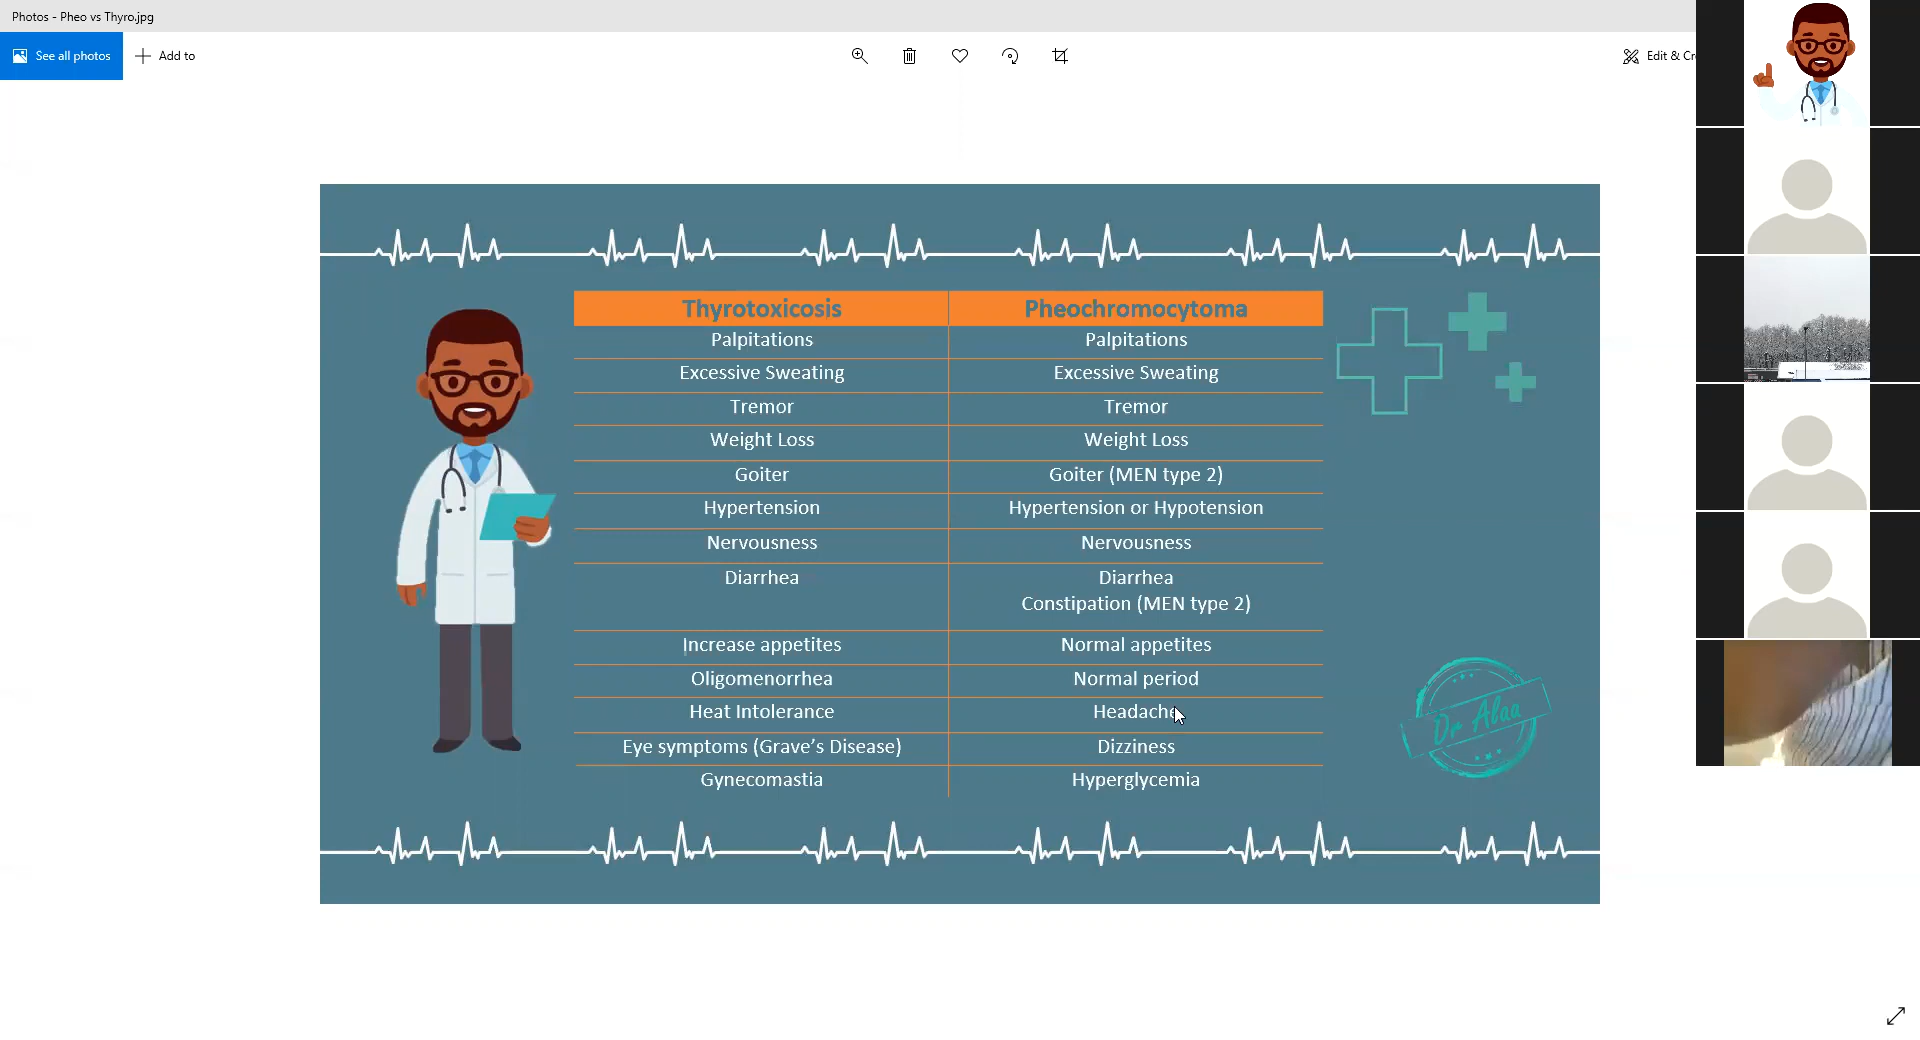 Photos - Pheo vs Thyro.jpg
See all photos
Add to
Edit & Cr
Thyrotoxicosis Pheochromocytoma
Palpitations Palpitations
Excessive Sweating Excessive Sweating
Tremor Tremor
Weight Loss Weight Loss
Goiter Goiter (MEN type 2)
Hypertension Hypertension or Hypotension
Nervousness Nervousness
Diarrhea Diarrhea
Constipation (MEN type 2)
Increase appetites Normal appetites
Oligomenorrhea Normal period
Heat Intolerance Headache
Eye symptoms (Grave’s Disease) Dizziness
Gynecomastia Hyperglycemia
Dr Alaa